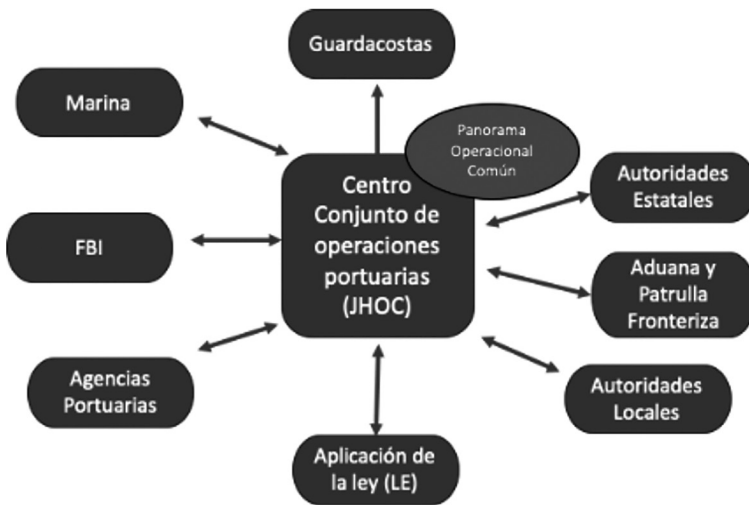 Guardacostas
Marina
Panorama
Operacional
Común
Centro
Conjunto de
operaciones
portuarias
(JHOC)
Autoridades
Estatales
FBI
Aduana y
Patrulla
Fronteriza
Agencias
Portuarias
Autoridades
Locales
Aplicación de
la ley (LE)